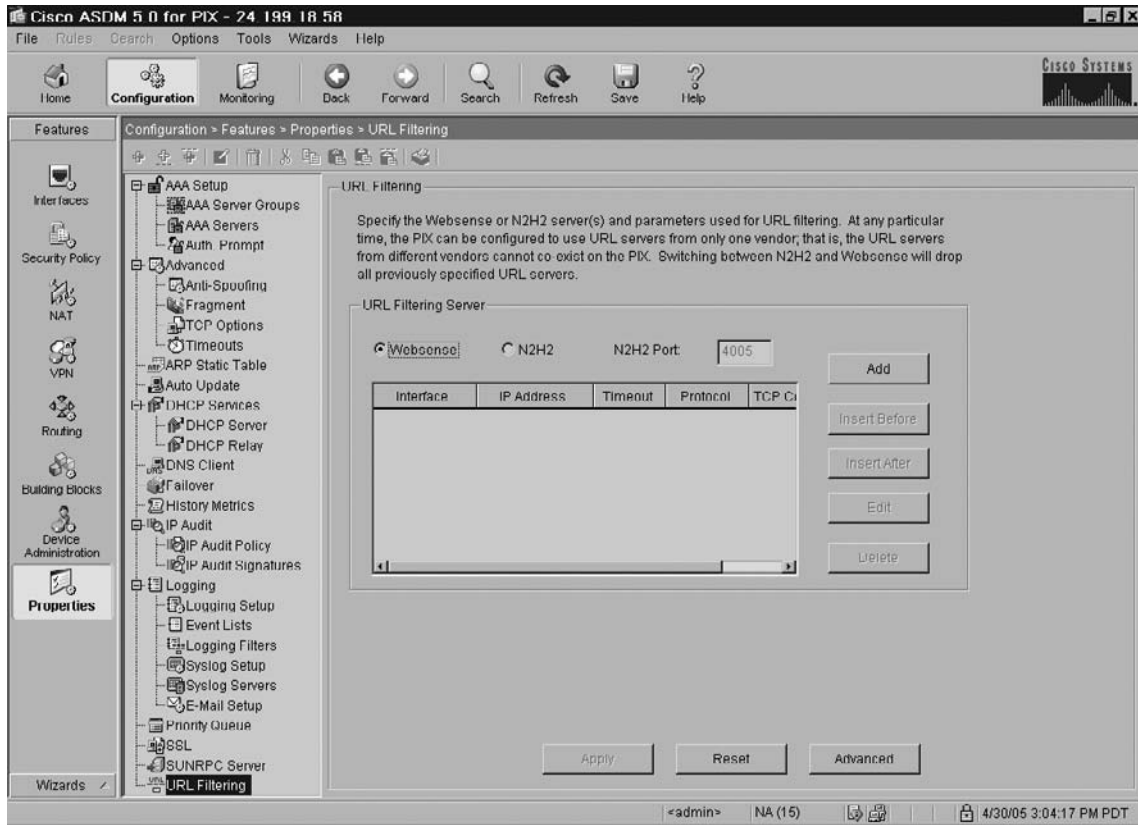 Cisco ASDM 5.0 for PIX - 24.199.18.58
File Rules Search Options Tools Wizards Help
Home Configuration Monitoring Back Forward Search Refresh Save Help
CISCO SYSTEMS
Features
Configuration > Features > Properties > URL Filtering
Interfaces
Security Policy
NAT
VPN
Routing
Building Blocks
Device
Administration
Properties
Wizards
AAA Setup
AAA Server Groups
AAA Servers
Auth. Prompt
Advanced
Anti-Spoofing
Fragment
TCP Options
Timeouts
ARP Static Table
Auto Update
DHCP Services
DHCP Server
DHCP Relay
DNS Client
Failover
History Metrics
IP Audit
IP Audit Policy
IP Audit Signatures
Logging
Logging Setup
Event Lists
Logging Filters
Syslog Setup
Syslog Servers
E-Mail Setup
Priority Queue
SSL
SUNRPC Server
URL Filtering
URL Filtering
Specify the Websense or N2H2 server(s) and parameters used for URL filtering. At any particular
time, the PIX can be configured to use URL servers from only one vendor; that is, the URL servers
from different vendors cannot co-exist on the PIX. Switching between N2H2 and Websense will drop
all previously specified URL servers.
URL Filtering Server
Websense N2H2 N2H2 Port: 4005
Interface IP Address Timeout Protocol TCP Co
Add
Insert Before
Insert After
Edit
Delete
Apply Reset Advanced
<admin> NA (15) 4/30/05 3:04:17 PM PDT